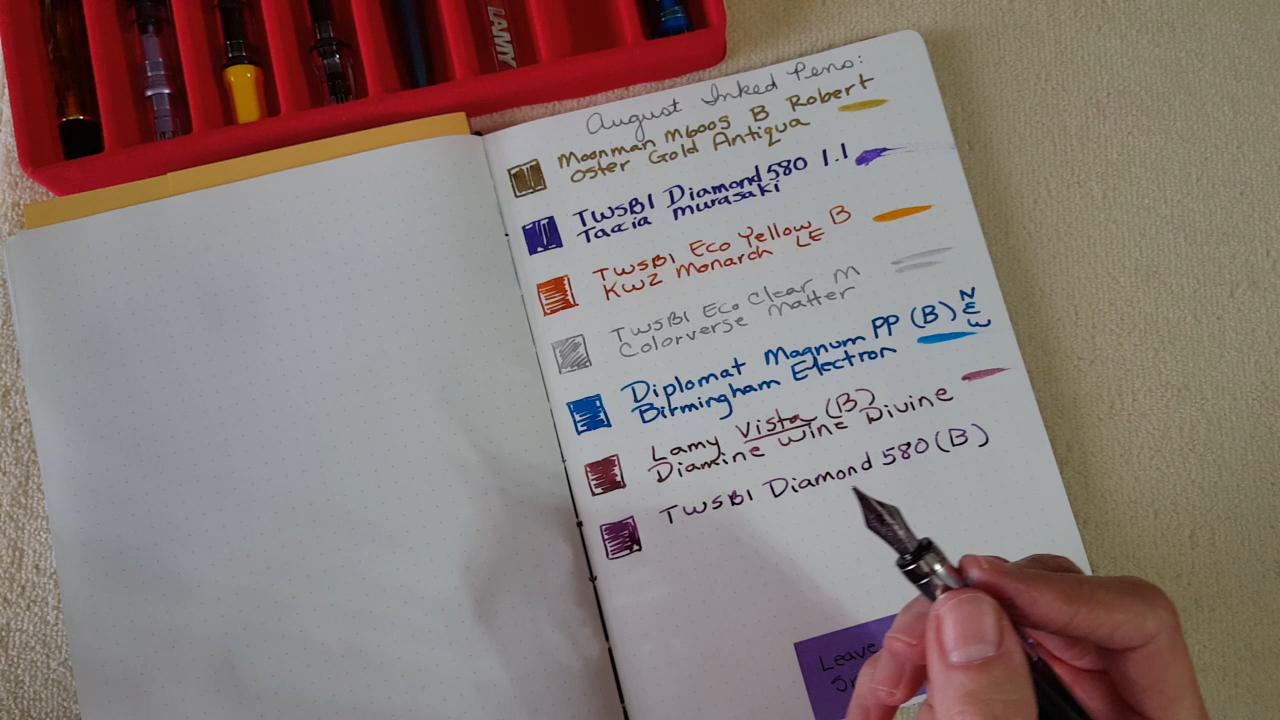 LAMY
August Inked Pens:
Moonman M600S B Robert
Oster Gold Antiqua
TWSBI Diamond 580 1.1
Taccia Murasaki
TWSBI Eco Yellow B
KWZ Monarch LE
TWSBI Eco Clear M
Colorverse Matter
Diplomat Magnum PP (B) NEW
Birmingham Electron
Lamy Vista (B)
Diamine Wine Divine
TWSBI Diamond 580 (B)
Leave